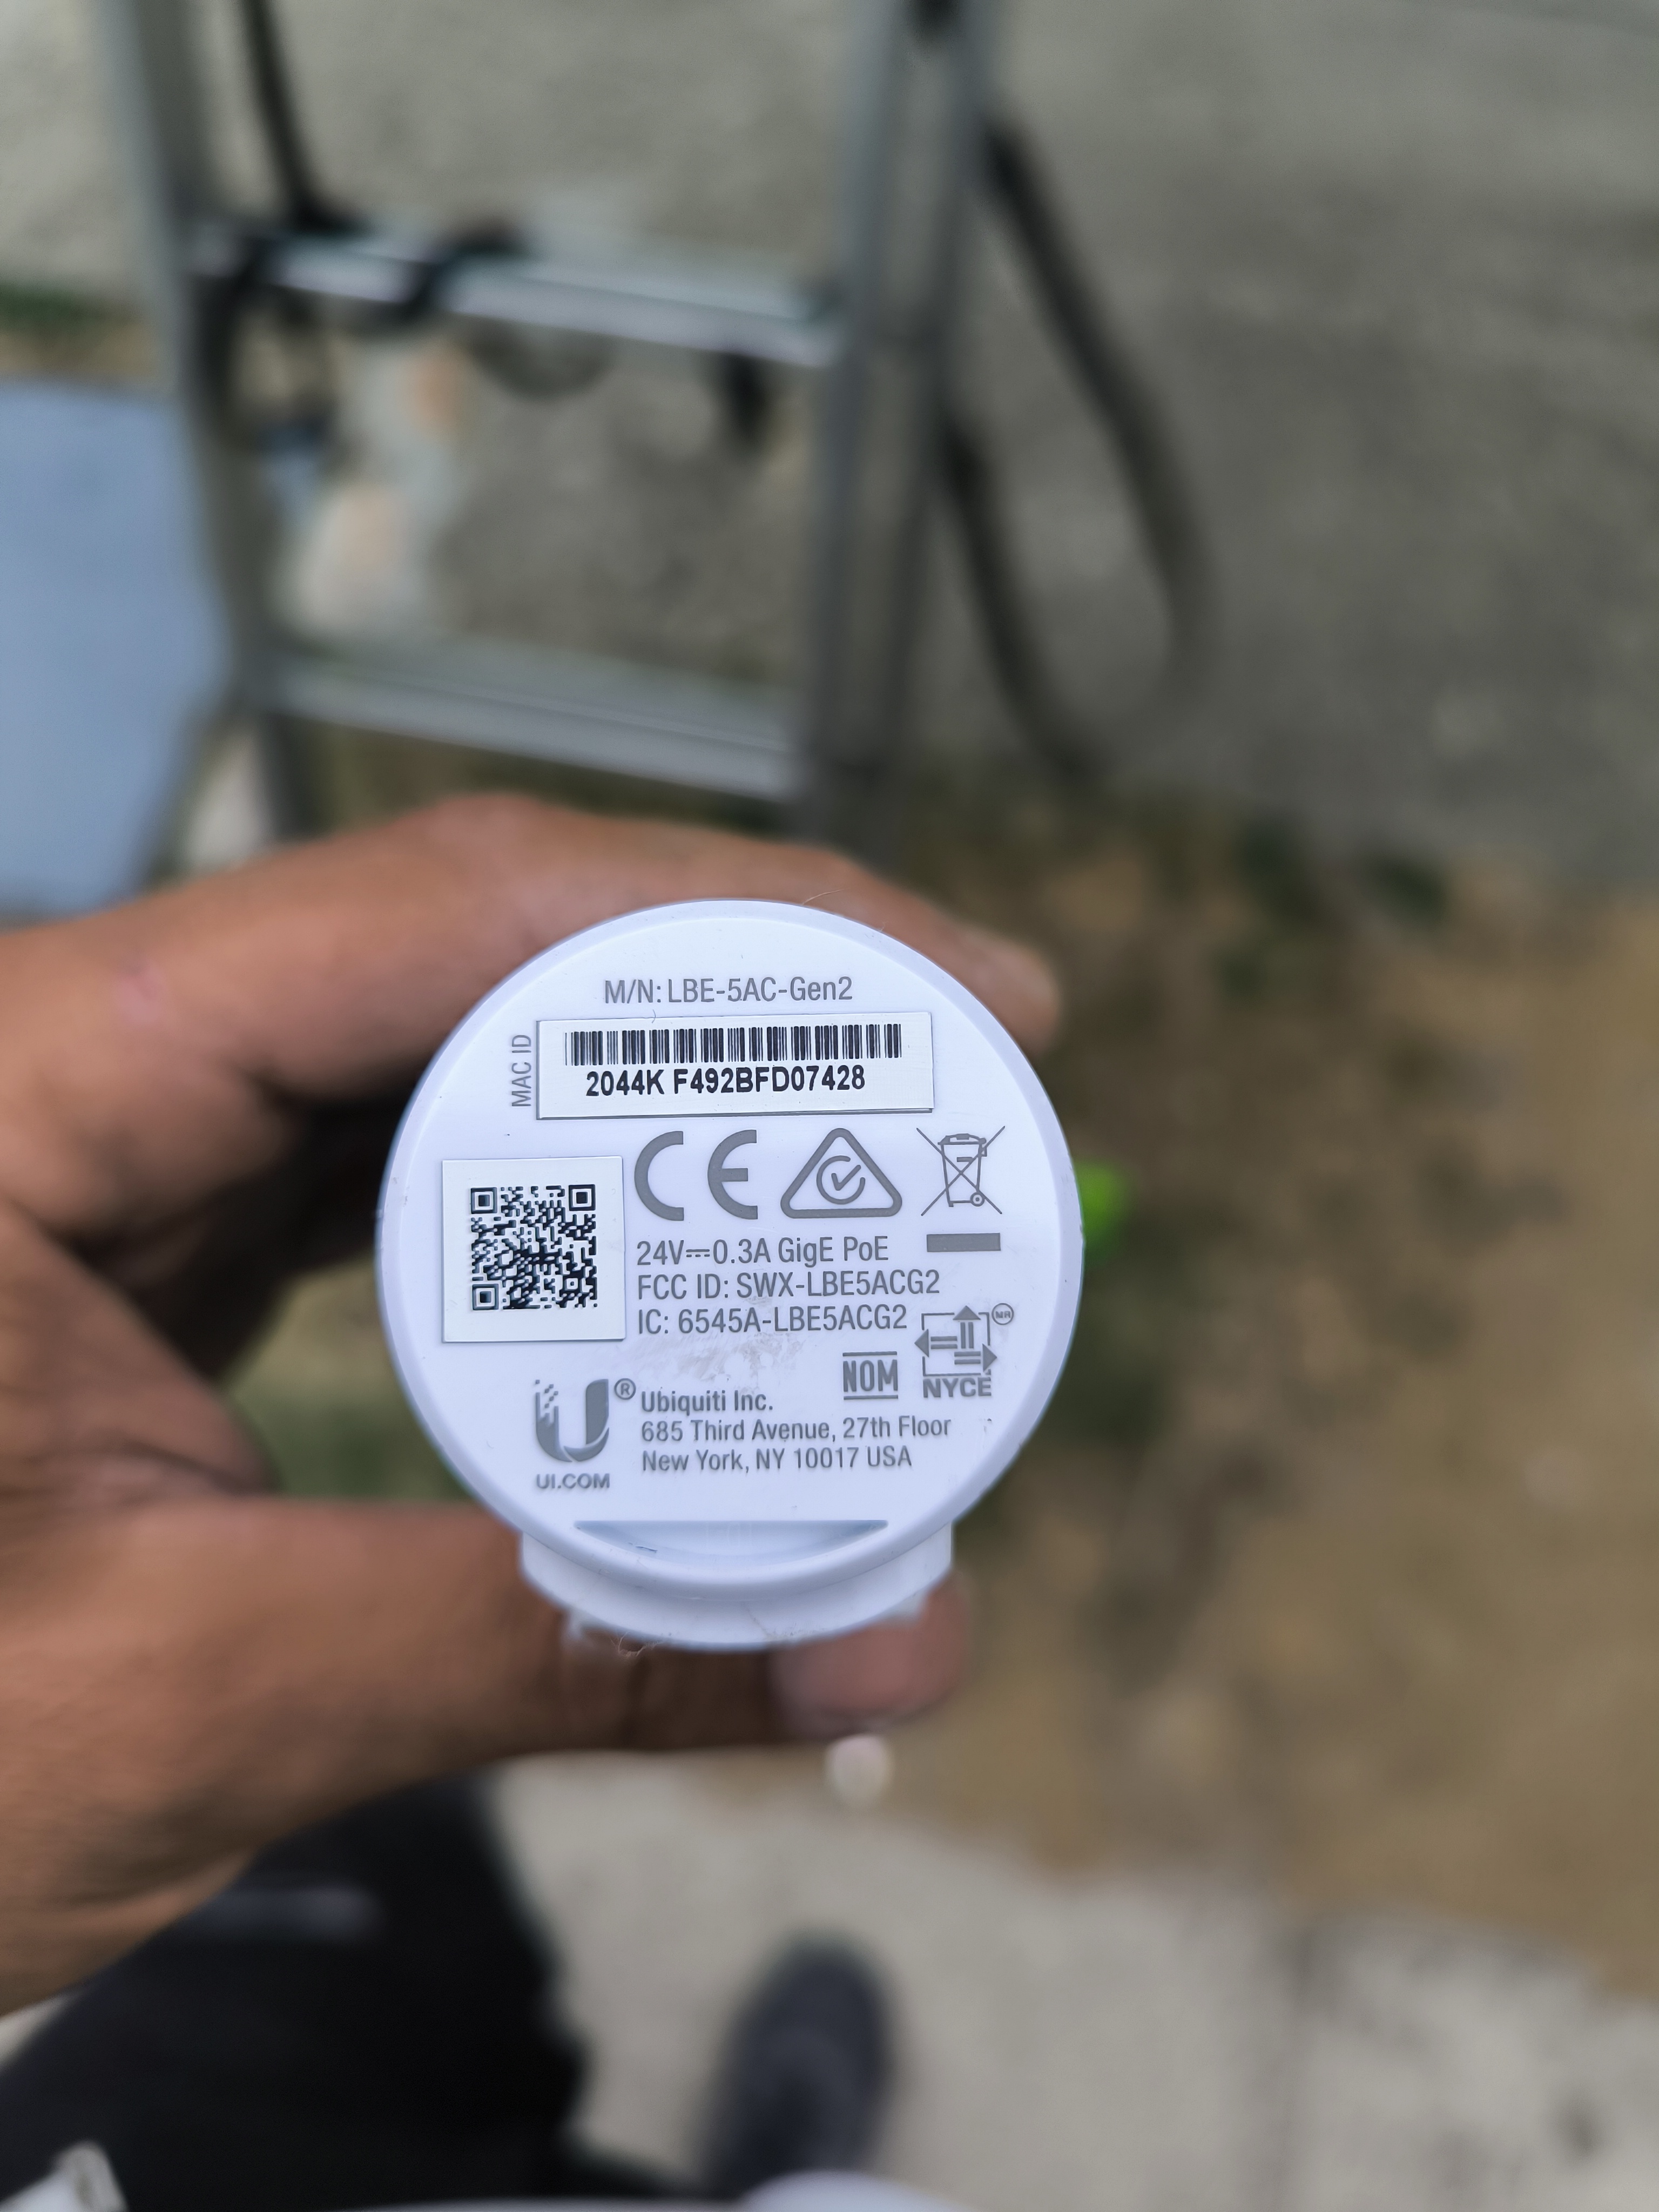 M/N: LBE-5AC-Gen2
MAC ID
2044K F492BFD07428
CE
24V⎓0.3A GigE PoE
FCC ID: SWX-LBE5ACG2
IC: 6545A-LBE5ACG2
MR
NOM
NYCE
U®
UI.COM
Ubiquiti Inc.
685 Third Avenue, 27th Floor
New York, NY 10017 USA